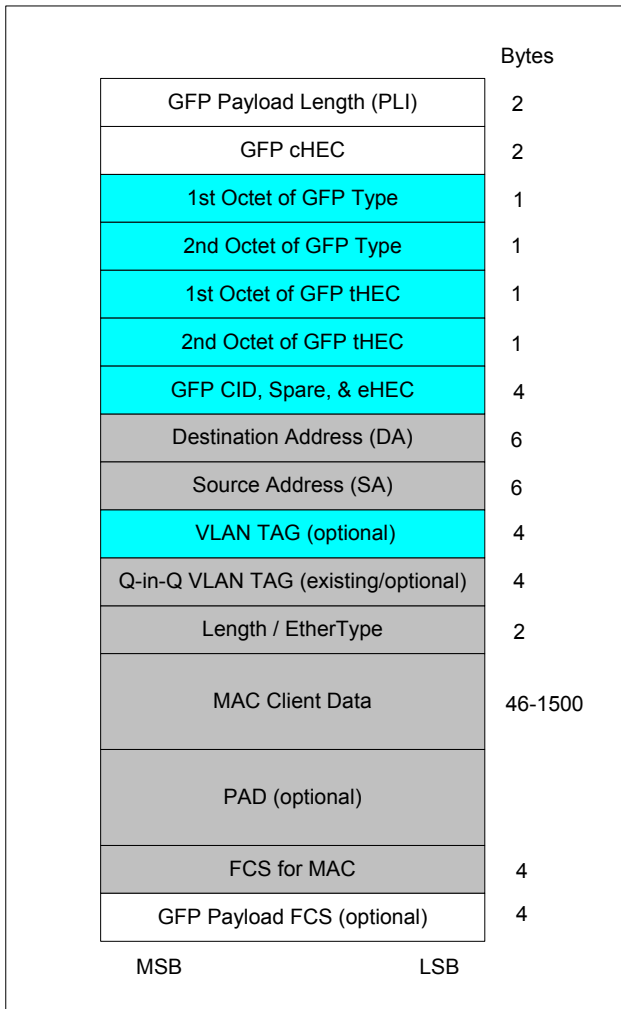 Bytes
GFP Payload Length (PLI) 2
GFP cHEC 2
1st Octet of GFP Type 1
2nd Octet of GFP Type 1
1st Octet of GFP tHEC 1
2nd Octet of GFP tHEC 1
GFP CID, Spare, & eHEC 4
Destination Address (DA) 6
Source Address (SA) 6
VLAN TAG (optional) 4
Q-in-Q VLAN TAG (existing/optional) 4
Length / EtherType 2
MAC Client Data 46-1500
PAD (optional)
FCS for MAC 4
GFP Payload FCS (optional) 4
MSB LSB